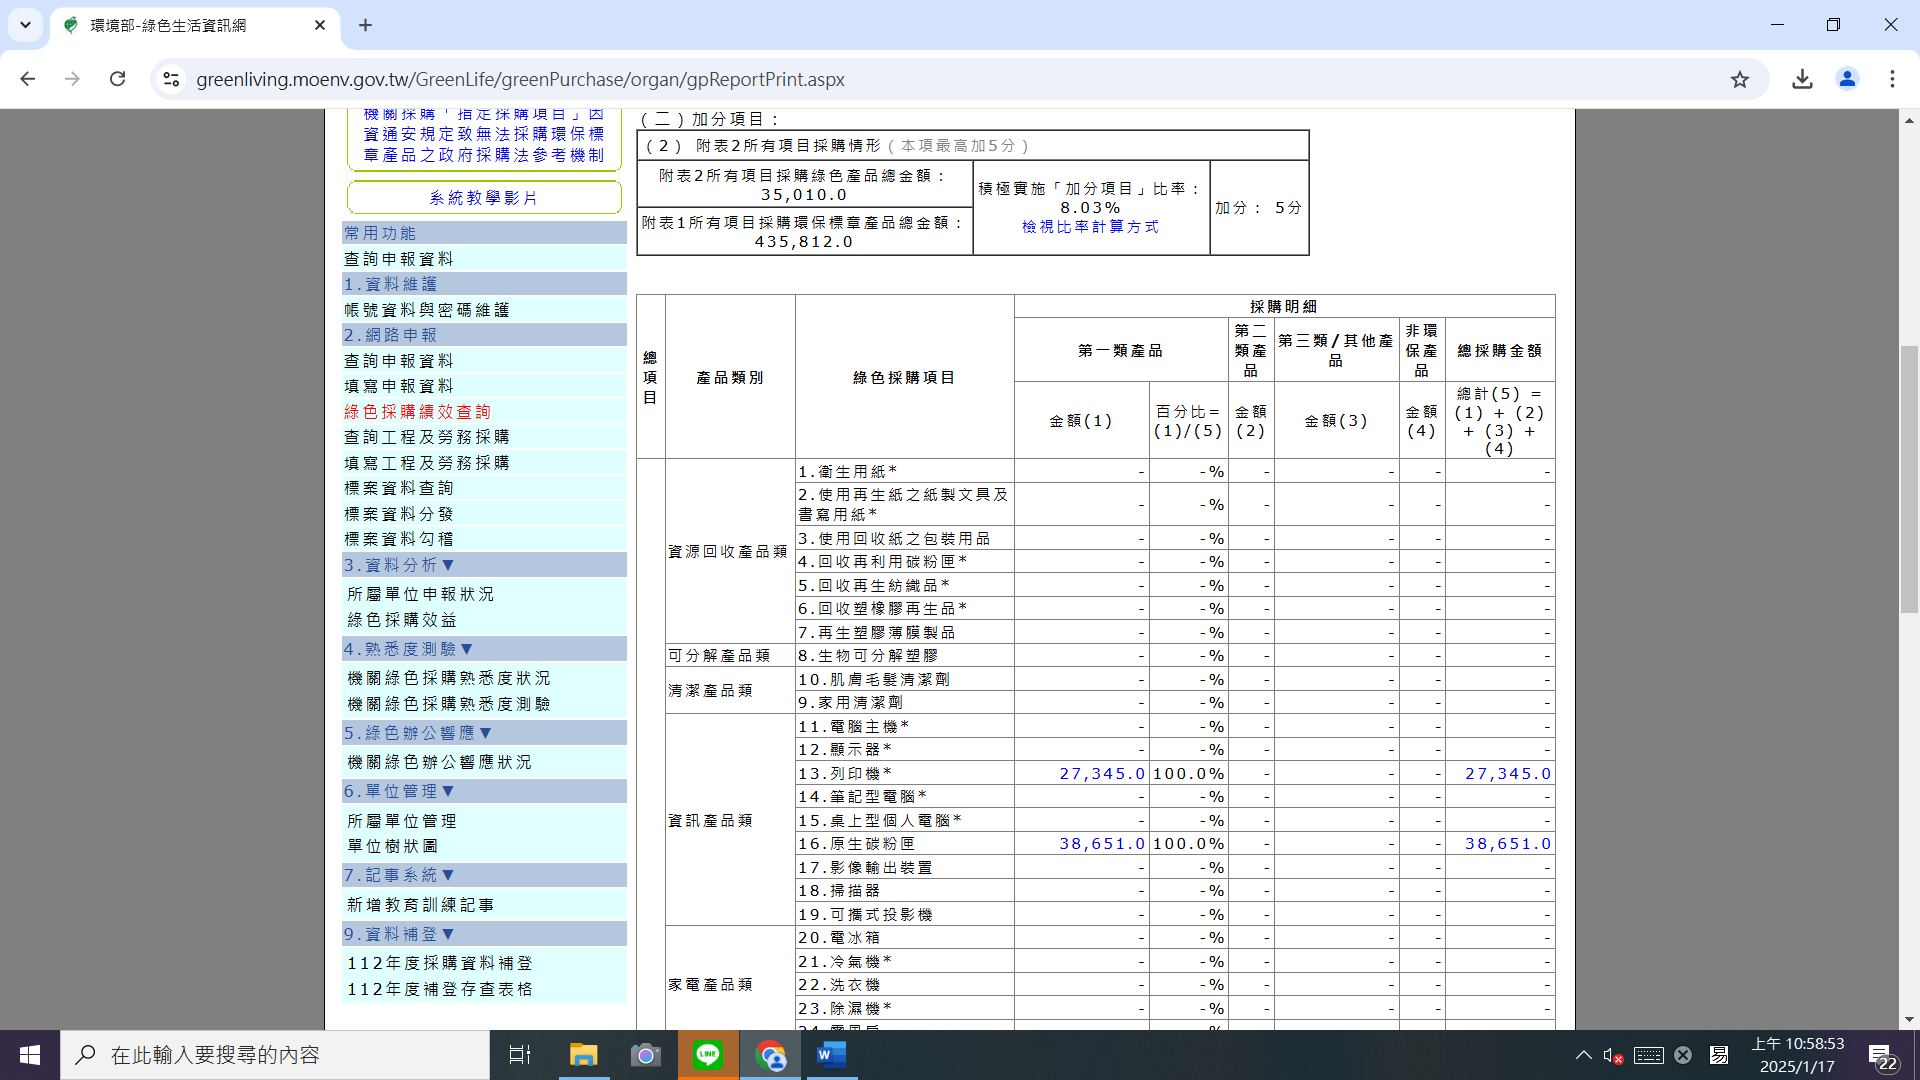 環境部-綠色生活資訊網
greenliving.moenv.gov.tw/GreenLife/greenPurchase/organ/gpReportPrint.aspx
機關採購「指定採購項目」因
資通安規定致無法採購環保標
章產品之政府採購法參考機制
系統教學影片
常用功能
查詢申報資料
1.資料維護
帳號資料與密碼維護
2.網路申報
查詢申報資料
填寫申報資料
綠色採購績效查詢
查詢工程及勞務採購
填寫工程及勞務採購
標案資料查詢
標案資料分發
標案資料勾稽
3.資料分析▼
所屬單位申報狀況
綠色採購效益
4.熟悉度測驗▼
機關綠色採購熟悉度狀況
機關綠色採購熟悉度測驗
5.綠色辦公響應▼
機關綠色辦公響應狀況
6.單位管理▼
所屬單位管理
單位樹狀圖
7.記事系統▼
新增教育訓練記事
9.資料補登▼
112年度採購資料補登
112年度補登存查表格
(二)加分項目：
(2) 附表2所有項目採購情形(本項最高加5分)
附表2所有項目採購綠色產品總金額：
35,010.0
附表1所有項目採購環保標章產品總金額：
435,812.0
積極實施「加分項目」比率：
8.03%
檢視比率計算方式
加分： 5分
總項目 產品類別 綠色採購項目 採購明細
第一類產品 第二類產品 第三類/其他產品 非環保產品 總採購金額
金額(1) 百分比=(1)/(5) 金額(2) 金額(3) 金額(4) 總計(5) = (1) + (2) + (3) + (4)
資源回收產品類
1.衛生用紙* - -% - - - -
2.使用再生紙之紙製文具及書寫用紙* - -% - - - -
3.使用回收紙之包裝用品 - -% - - - -
4.回收再利用碳粉匣* - -% - - - -
5.回收再生紡織品* - -% - - - -
6.回收塑橡膠再生品* - -% - - - -
7.再生塑膠薄膜製品 - -% - - - -
可分解產品類 8.生物可分解塑膠 - -% - - - -
清潔產品類
10.肌膚毛髮清潔劑 - -% - - - -
9.家用清潔劑 - -% - - - -
資訊產品類
11.電腦主機* - -% - - - -
12.顯示器* - -% - - - -
13.列印機* 27,345.0 100.0% - - - 27,345.0
14.筆記型電腦* - -% - - - -
15.桌上型個人電腦* - -% - - - -
16.原生碳粉匣 38,651.0 100.0% - - - 38,651.0
17.影像輸出裝置 - -% - - - -
18.掃描器 - -% - - - -
19.可攜式投影機 - -% - - - -
家電產品類
20.電冰箱 - -% - - - -
21.冷氣機* - -% - - - -
22.洗衣機 - -% - - - -
23.除濕機* - -% - - - -
在此輸入要搜尋的內容
LINE
W
易
上午 10:58:53
2025/1/17
22